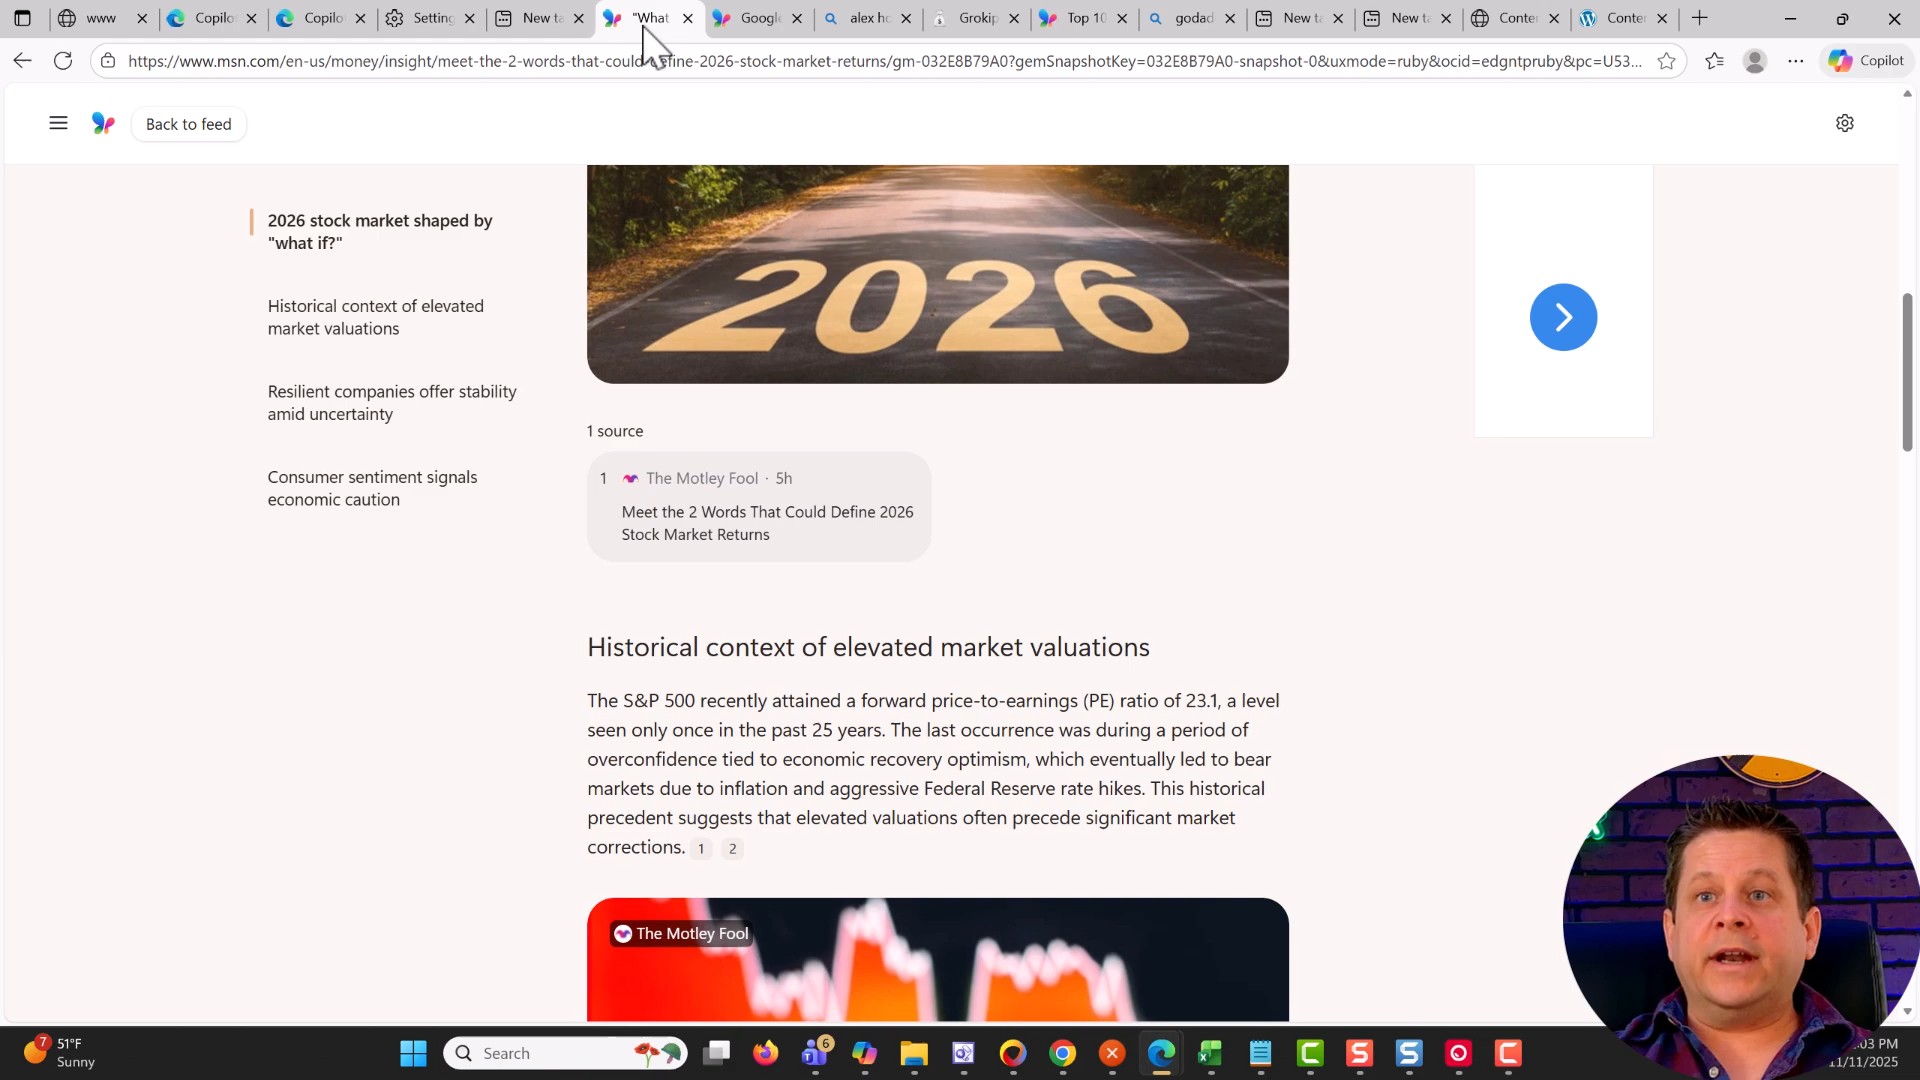 www
Copilo
Copilo
Setting
New ta
"What
Google
alex ho
Grokip
Top 10
godad
New ta
New ta
Conter
Conter
https://www.msn.com/en-us/money/insight/meet-the-2-words-that-could-define-2026-stock-market-returns/gm-032E8B79A0?gemSnapshotKey=032E8B79A0-snapshot-0&uxmode=ruby&ocid=edgntpruby&pc=U53...
Copilot
Back to feed
2026 stock market shaped by
"what if?"
Historical context of elevated
market valuations
Resilient companies offer stability
amid uncertainty
Consumer sentiment signals
economic caution
2026
1 source
1 The Motley Fool · 5h
Meet the 2 Words That Could Define 2026
Stock Market Returns
Historical context of elevated market valuations
The S&P 500 recently attained a forward price-to-earnings (PE) ratio of 23.1, a level
seen only once in the past 25 years. The last occurrence was during a period of
overconfidence tied to economic recovery optimism, which eventually led to bear
markets due to inflation and aggressive Federal Reserve rate hikes. This historical
precedent suggests that elevated valuations often precede significant market
corrections. 1 2
The Motley Fool
7
51°F
Sunny
Search
6
:03 PM
11/11/2025